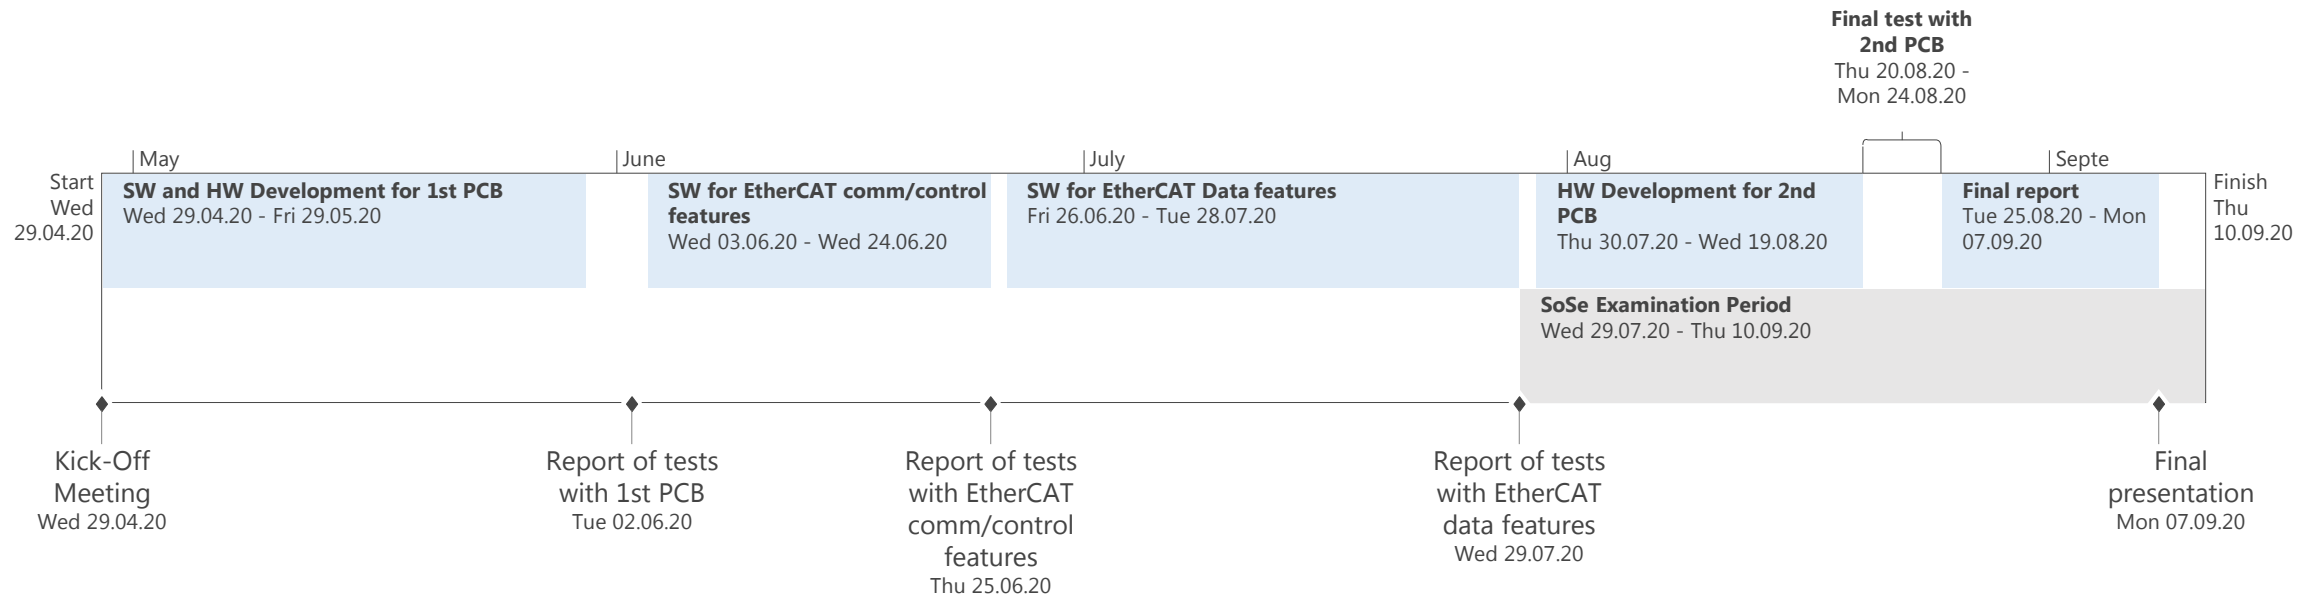 Final test with
2nd PCB
Thu 20.08.20 -
Mon 24.08.20
May
June
July
Aug
Septe
Start
Wed
29.04.20
SW and HW Development for 1st PCB
Wed 29.04.20 - Fri 29.05.20
SW for EtherCAT comm/control
features
Wed 03.06.20 - Wed 24.06.20
SW for EtherCAT Data features
Fri 26.06.20 - Tue 28.07.20
HW Development for 2nd
PCB
Thu 30.07.20 - Wed 19.08.20
Final report
Tue 25.08.20 - Mon
07.09.20
Finish
Thu
10.09.20
SoSe Examination Period
Wed 29.07.20 - Thu 10.09.20
Kick-Off
Meeting
Wed 29.04.20
Report of tests
with 1st PCB
Tue 02.06.20
Report of tests
with EtherCAT
comm/control
features
Thu 25.06.20
Report of tests
with EtherCAT
data features
Wed 29.07.20
Final
presentation
Mon 07.09.20